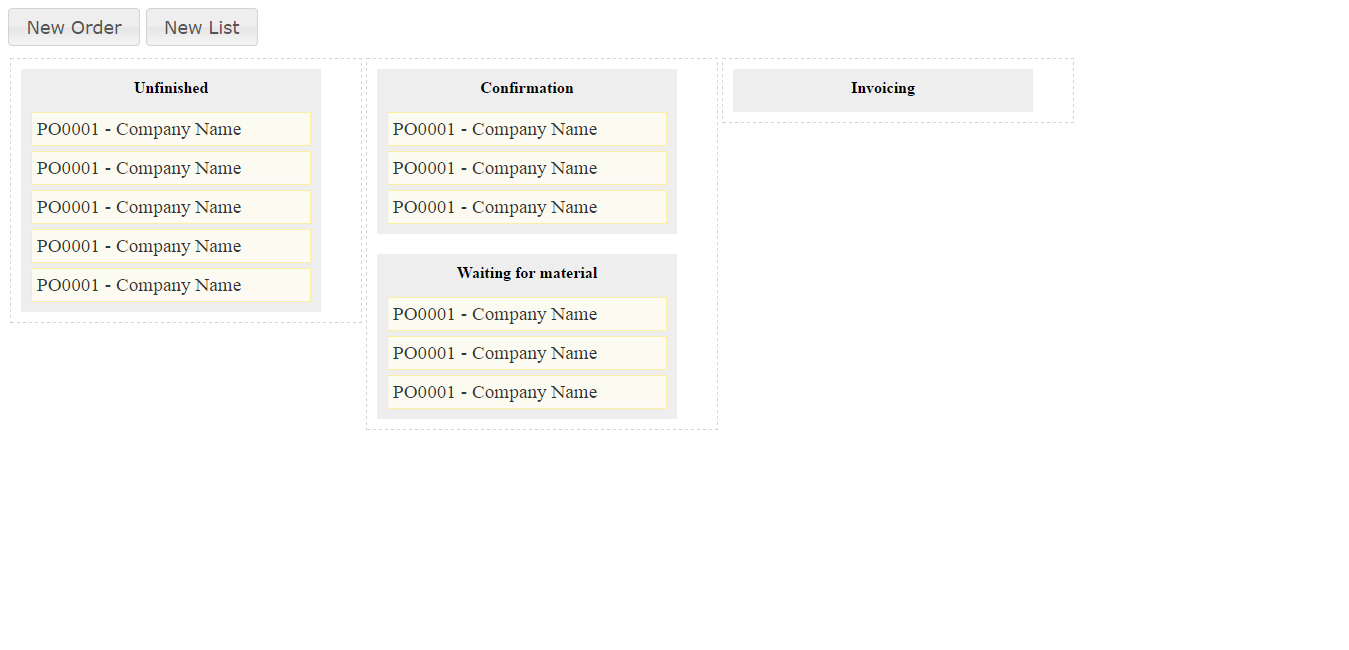 New Order
New List
Unfinished
PO0001 - Company Name
PO0001 - Company Name
PO0001 - Company Name
PO0001 - Company Name
PO0001 - Company Name
Confirmation
PO0001 - Company Name
PO0001 - Company Name
PO0001 - Company Name
Waiting for material
PO0001 - Company Name
PO0001 - Company Name
PO0001 - Company Name
Invoicing